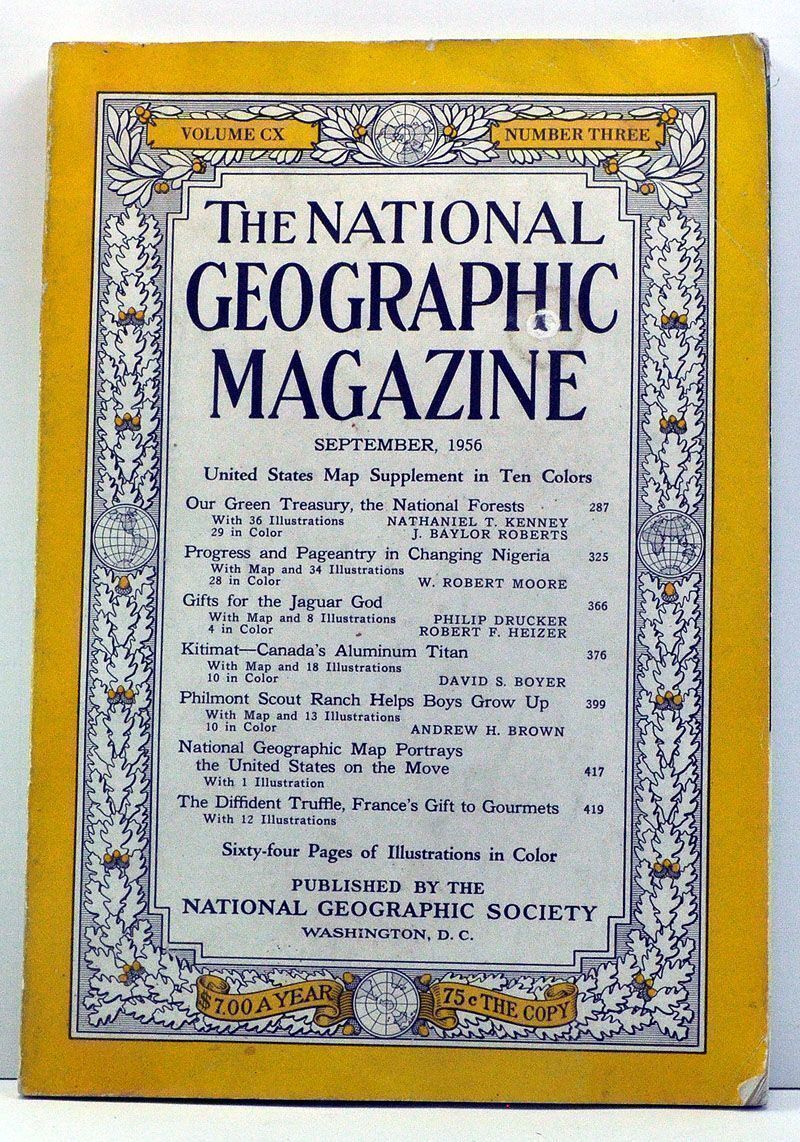 VOLUME CX NUMBER THREE
THE NATIONAL
GEOGRAPHIC
MAGAZINE
SEPTEMBER, 1956
United States Map Supplement in Ten Colors
Our Green Treasury, the National Forests 287
With 36 Illustrations NATHANIEL T. KENNEY
29 in Color J. BAYLOR ROBERTS
Progress and Pageantry in Changing Nigeria 325
With Map and 34 Illustrations
28 in Color W. ROBERT MOORE
Gifts for the Jaguar God 366
With Map and 8 Illustrations PHILIP DRUCKER
4 in Color ROBERT F. HEIZER
Kitimat—Canada's Aluminum Titan 376
With Map and 18 Illustrations
10 in Color DAVID S. BOYER
Philmont Scout Ranch Helps Boys Grow Up 399
With Map and 13 Illustrations
10 in Color ANDREW H. BROWN
National Geographic Map Portrays
the United States on the Move 417
With 1 Illustration
The Diffident Truffle, France's Gift to Gourmets 419
With 12 Illustrations
Sixty-four Pages of Illustrations in Color
PUBLISHED BY THE
NATIONAL GEOGRAPHIC SOCIETY
WASHINGTON, D. C.
$7.00 A YEAR 75c THE COPY